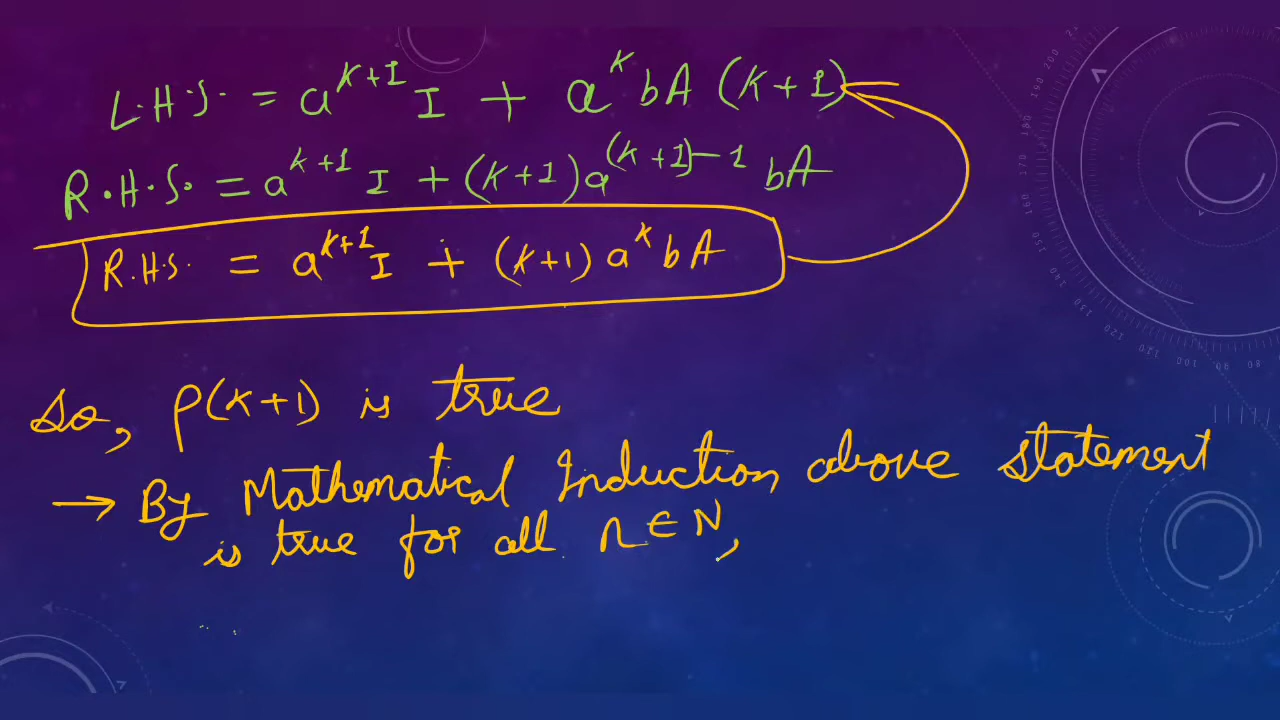 L.H.S. = a^{K+1} I + a^K bA (K+1)
R.H.S. = a^{K+1} I + (K+1) a^{(K+1)-1} bA
R.H.S. = a^{K+1} I + (K+1) a^K bA
So, P(K+1) is true
→ By Mathematical Induction above statement
is true for all n ∈ N,